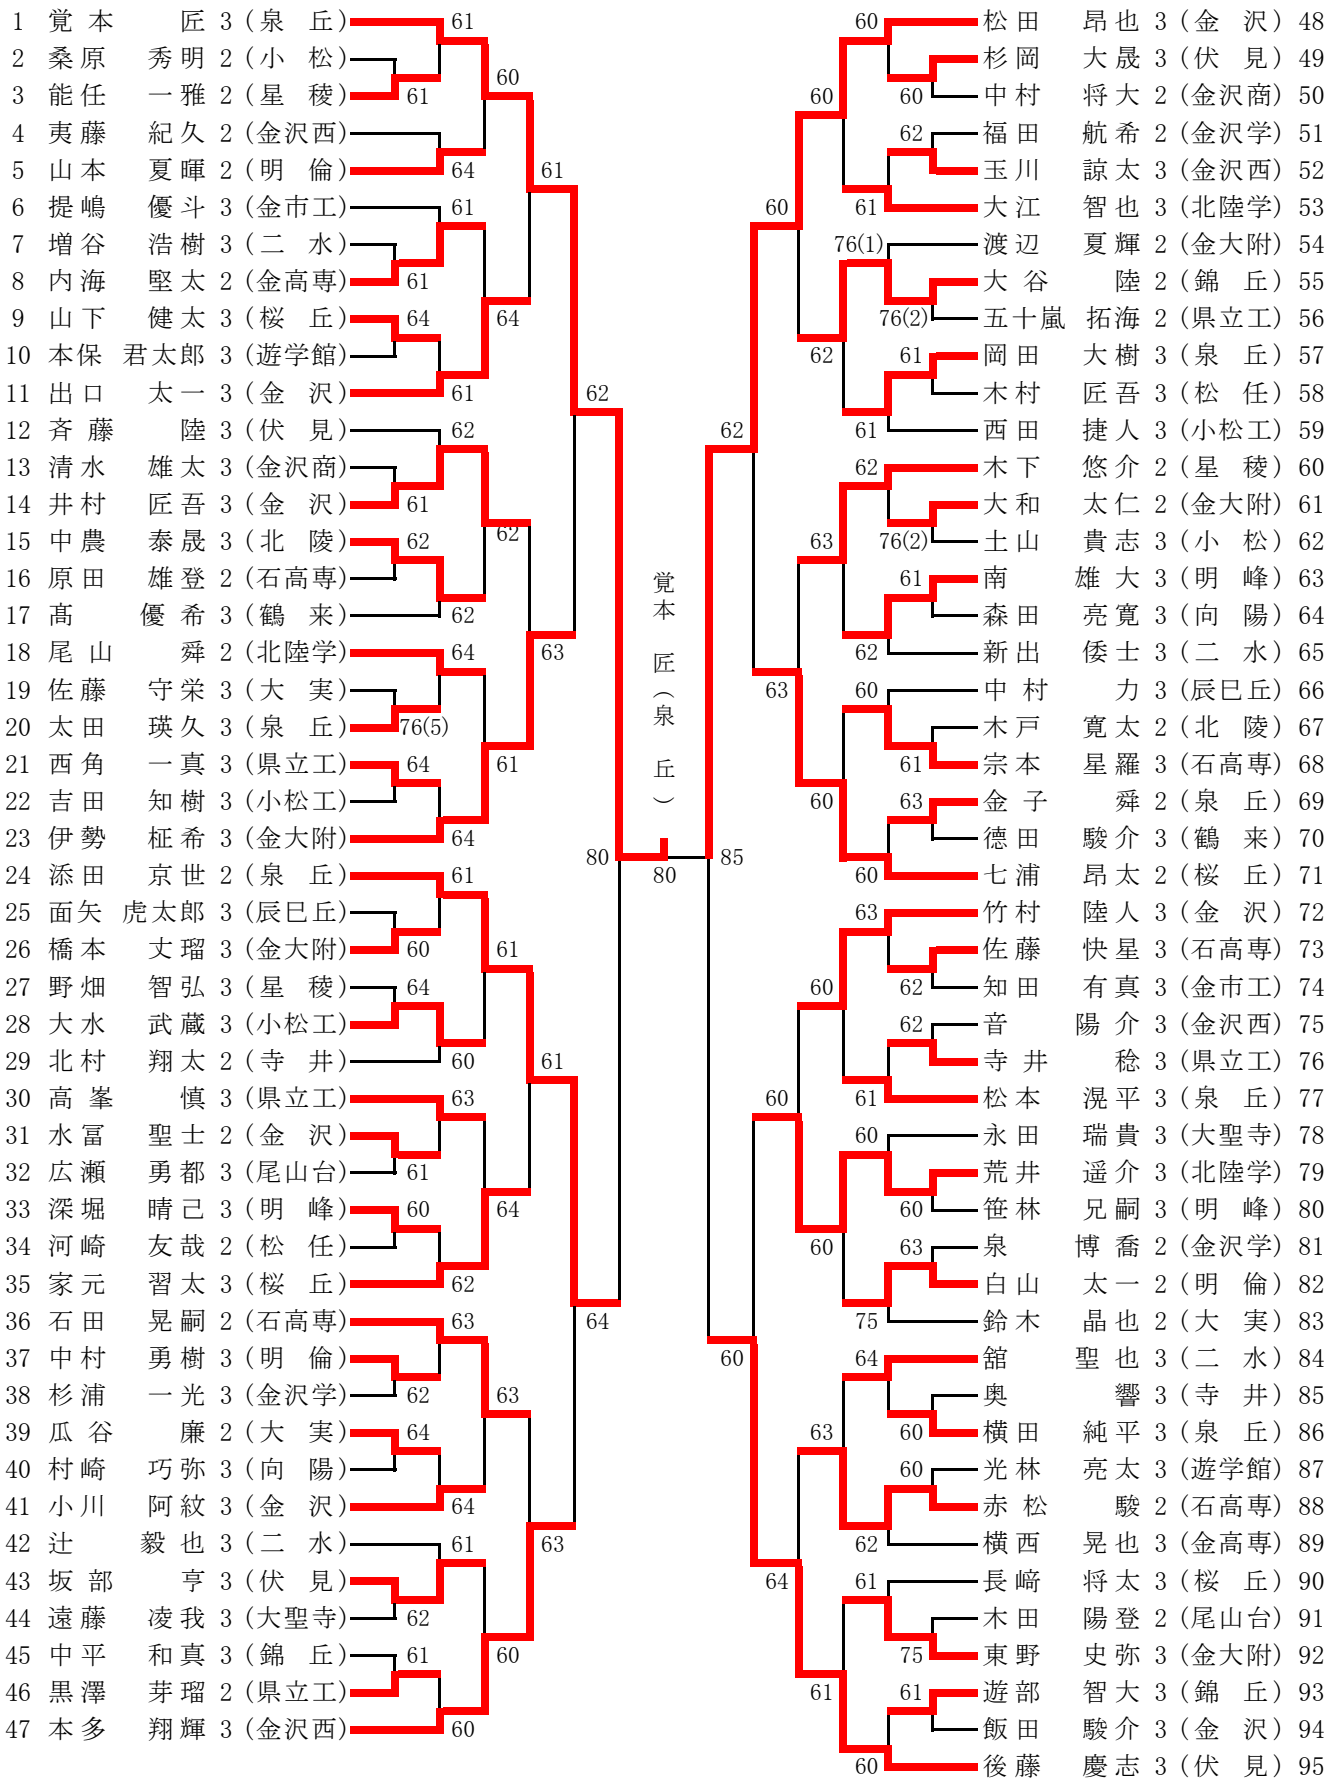 1 覚本 匠 3 (泉 丘)
2 桑原 秀明 2 (小 松)
3 能任 一雅 2 (星 稜)
4 夷藤 紀久 2 (金沢西)
5 山本 夏暉 2 (明 倫)
6 提嶋 優斗 3 (金市工)
7 増谷 浩樹 3 (二 水)
8 内海 堅太 2 (金高専)
9 山下 健太 3 (桜 丘)
10 本保 君太郎 3 (遊学館)
11 出口 太一 3 (金 沢)
12 斉藤 陸 3 (伏 見)
13 清水 雄太 3 (金沢商)
14 井村 匠吾 3 (金 沢)
15 中農 泰晟 3 (北 陵)
16 原田 雄登 2 (石高専)
17 髙 優希 3 (鶴 来)
18 尾山 舜 2 (北陸学)
19 佐藤 守栄 3 (大 実)
20 太田 瑛久 3 (泉 丘)
21 西角 一真 3 (県立工)
22 吉田 知樹 3 (小松工)
23 伊勢 柾希 3 (金大附)
24 添田 京世 2 (泉 丘)
25 面矢 虎太郎 3 (辰巳丘)
26 橋本 丈瑠 3 (金大附)
27 野畑 智弘 3 (星 稜)
28 大水 武蔵 3 (小松工)
29 北村 翔太 2 (寺 井)
30 高峯 慎 3 (県立工)
31 水冨 聖士 2 (金 沢)
32 広瀬 勇都 3 (尾山台)
33 深堀 晴己 3 (明 峰)
34 河崎 友哉 2 (松 任)
35 家元 習太 3 (桜 丘)
36 石田 晃嗣 2 (石高専)
37 中村 勇樹 3 (明 倫)
38 杉浦 一光 3 (金沢学)
39 瓜谷 廉 2 (大 実)
40 村崎 巧弥 3 (向 陽)
41 小川 阿紋 3 (金 沢)
42 辻 毅也 3 (二 水)
43 坂部 亨 3 (伏 見)
44 遠藤 凌我 3 (大聖寺)
45 中平 和真 3 (錦 丘)
46 黒澤 芽瑠 2 (県立工)
47 本多 翔輝 3 (金沢西)
61
61
64
61
61
64
61
62
61
62
62
64
76(5)
64
64
61
60
64
60
63
61
60
62
63
62
64
64
61
62
61
60
60
64
62
61
61
64
63
60
61
63
61
63
62
64
80
80
85
覚本 匠(泉 丘)
62
60
60
63
60
64
60
62
63
60
60
60
63
61
60
60
62
61
76(1)
76(2)
61
61
62
76(2)
61
62
60
61
63
60
63
62
62
61
60
60
63
75
64
60
60
62
61
75
61
60
松田 昂也 3 (金 沢) 48
杉岡 大晟 3 (伏 見) 49
中村 将大 2 (金沢商) 50
福田 航希 2 (金沢学) 51
玉川 諒太 3 (金沢西) 52
大江 智也 3 (北陸学) 53
渡辺 夏輝 2 (金大附) 54
大谷 陸 2 (錦 丘) 55
五十嵐 拓海 2 (県立工) 56
岡田 大樹 3 (泉 丘) 57
木村 匠吾 3 (松 任) 58
西田 捷人 3 (小松工) 59
木下 悠介 2 (星 稜) 60
大和 太仁 2 (金大附) 61
土山 貴志 3 (小 松) 62
南 雄大 3 (明 峰) 63
森田 亮寛 3 (向 陽) 64
新出 倭士 3 (二 水) 65
中村 力 3 (辰巳丘) 66
木戸 寛太 2 (北 陵) 67
宗本 星羅 3 (石高専) 68
金子 舜 2 (泉 丘) 69
德田 駿介 3 (鶴 来) 70
七浦 昂太 2 (桜 丘) 71
竹村 陸人 3 (金 沢) 72
佐藤 快星 3 (石高専) 73
知田 有真 3 (金市工) 74
音 陽介 3 (金沢西) 75
寺井 稔 3 (県立工) 76
松本 滉平 3 (泉 丘) 77
永田 瑞貴 3 (大聖寺) 78
荒井 遥介 3 (北陸学) 79
笹林 兄嗣 3 (明 峰) 80
泉 博喬 2 (金沢学) 81
白山 太一 2 (明 倫) 82
鈴木 晶也 2 (大 実) 83
舘 聖也 3 (二 水) 84
奥 響 3 (寺 井) 85
横田 純平 3 (泉 丘) 86
光林 亮太 3 (遊学館) 87
赤松 駿 2 (石高専) 88
横西 晃也 3 (金高専) 89
長﨑 将太 3 (桜 丘) 90
木田 陽登 2 (尾山台) 91
東野 史弥 3 (金大附) 92
遊部 智大 3 (錦 丘) 93
飯田 駿介 3 (金 沢) 94
後藤 慶志 3 (伏 見) 95